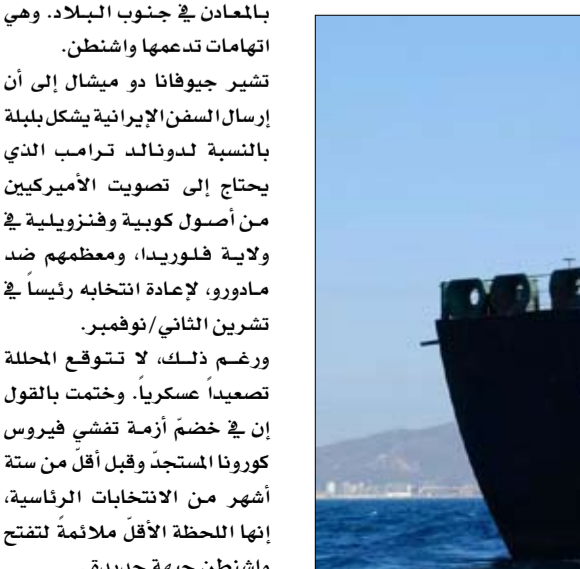 بالمعادن في جنوب البلاد. وهي
اتهامات تدعمها واشنطن.
تشير جيوفانا دو ميشال إلى أن
إرسال السفن الإيرانية يشكل بلبلة
بالنسبة لدونالد ترامب الذي
يحتاج إلى تصويت الأميركيين
من أصول كوبية وفنزويلية في
ولاية فلوريدا، ومعظمهم ضد
مادورو، لإعادة انتخابه رئيساً في
تشرين الثاني/نوفمبر.
ورغم ذلك، لا تتوقع المحللة
تصعيداً عسكرياً. وختمت بالقول
إن في خضمّ أزمة تفشي فيروس
كورونا المستجدّ وقبل أقلّ من ستة
أشهر من الانتخابات الرئاسية،
إنها اللحظة الأقلّ ملائمةً لتفتح
واشنطن جبهة جديدة